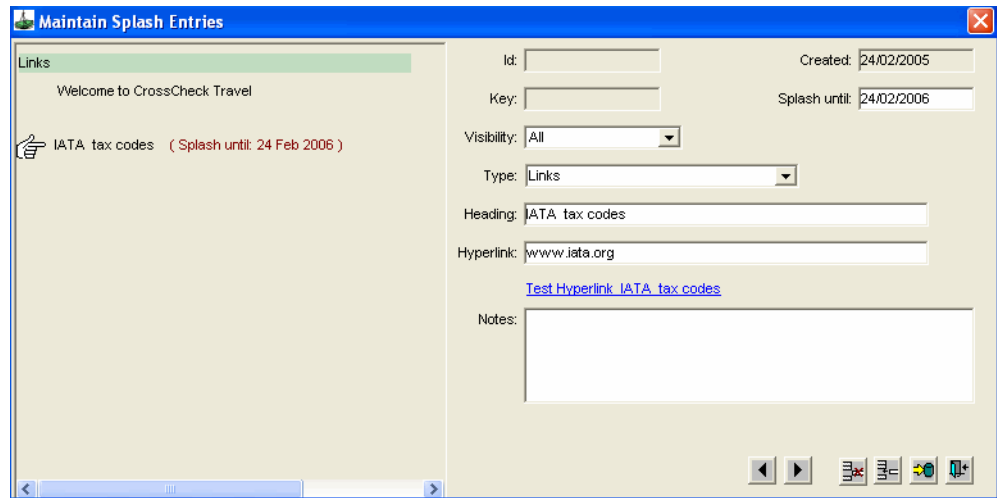 Maintain Splash Entries
Links
Welcome to CrossCheck Travel
IATA tax codes ( Splash until: 24 Feb 2006 )
Id:
Created: 24/02/2005
Key:
Splash until: 24/02/2006
Visibility: All
Type: Links
Heading: IATA tax codes
Hyperlink: www.iata.org
Test Hyperlink IATA tax codes
Notes: